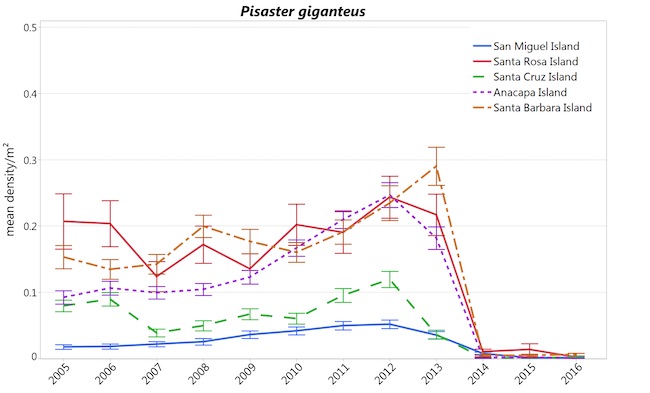 Pisaster giganteus
mean density/m²
0.5
0.4
0.3
0.2
0.1
0
San Miguel Island
Santa Rosa Island
Santa Cruz Island
Anacapa Island
Santa Barbara Island
2005 2006 2007 2008 2009 2010 2011 2012 2013 2014 2015 2016